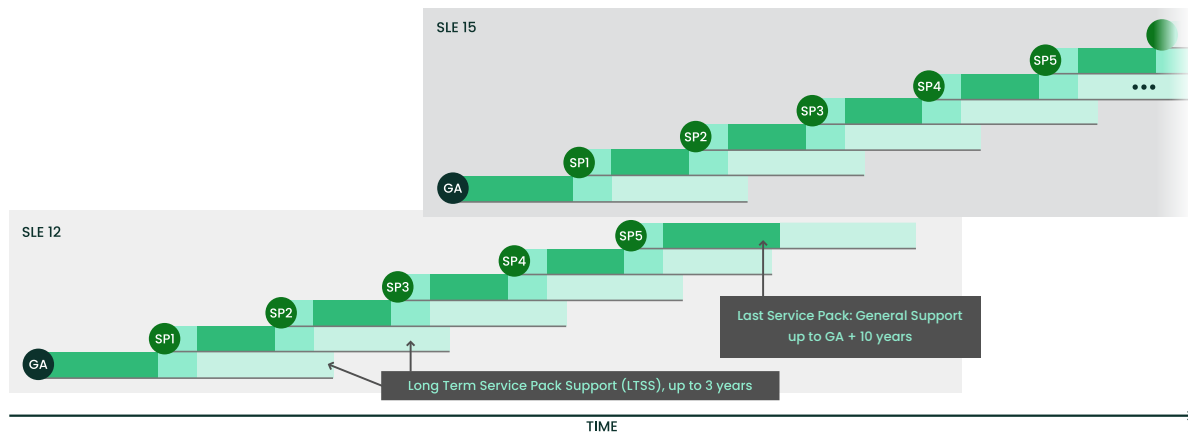 SLE 15
SP5
SP4
•••
SP3
SP2
SP1
GA
SLE 12
SP5
SP4
SP3
SP2
SP1
GA
Last Service Pack: General Support
up to GA + 10 years
Long Term Service Pack Support (LTSS), up to 3 years
TIME